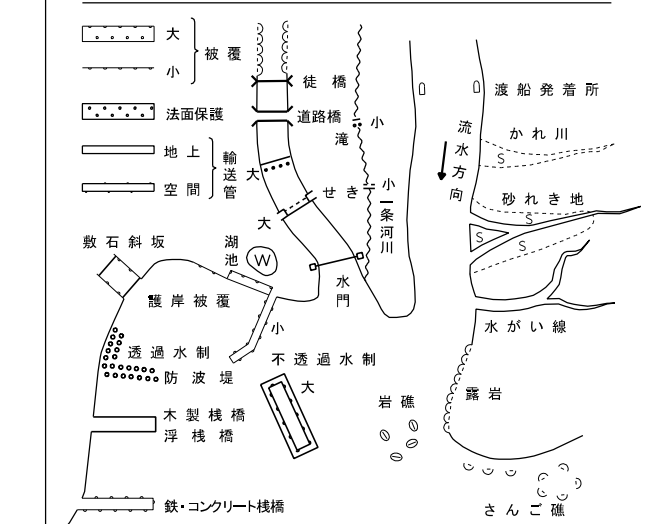 大
被覆
小
法面保護
地上
空間
輸送管
徒橋
道路橋
小
滝
大
せき
小
大
一条河川
流水方向
渡船発着所
かれ川
S
砂れき地
S
S
S
敷石斜坂
湖池
W
水門
護岸被覆
小
水がい線
透過水制
防波堤
不透過水制
大
木製桟橋
浮桟橋
岩礁
露岩
鉄・コンクリート桟橋
さんご礁